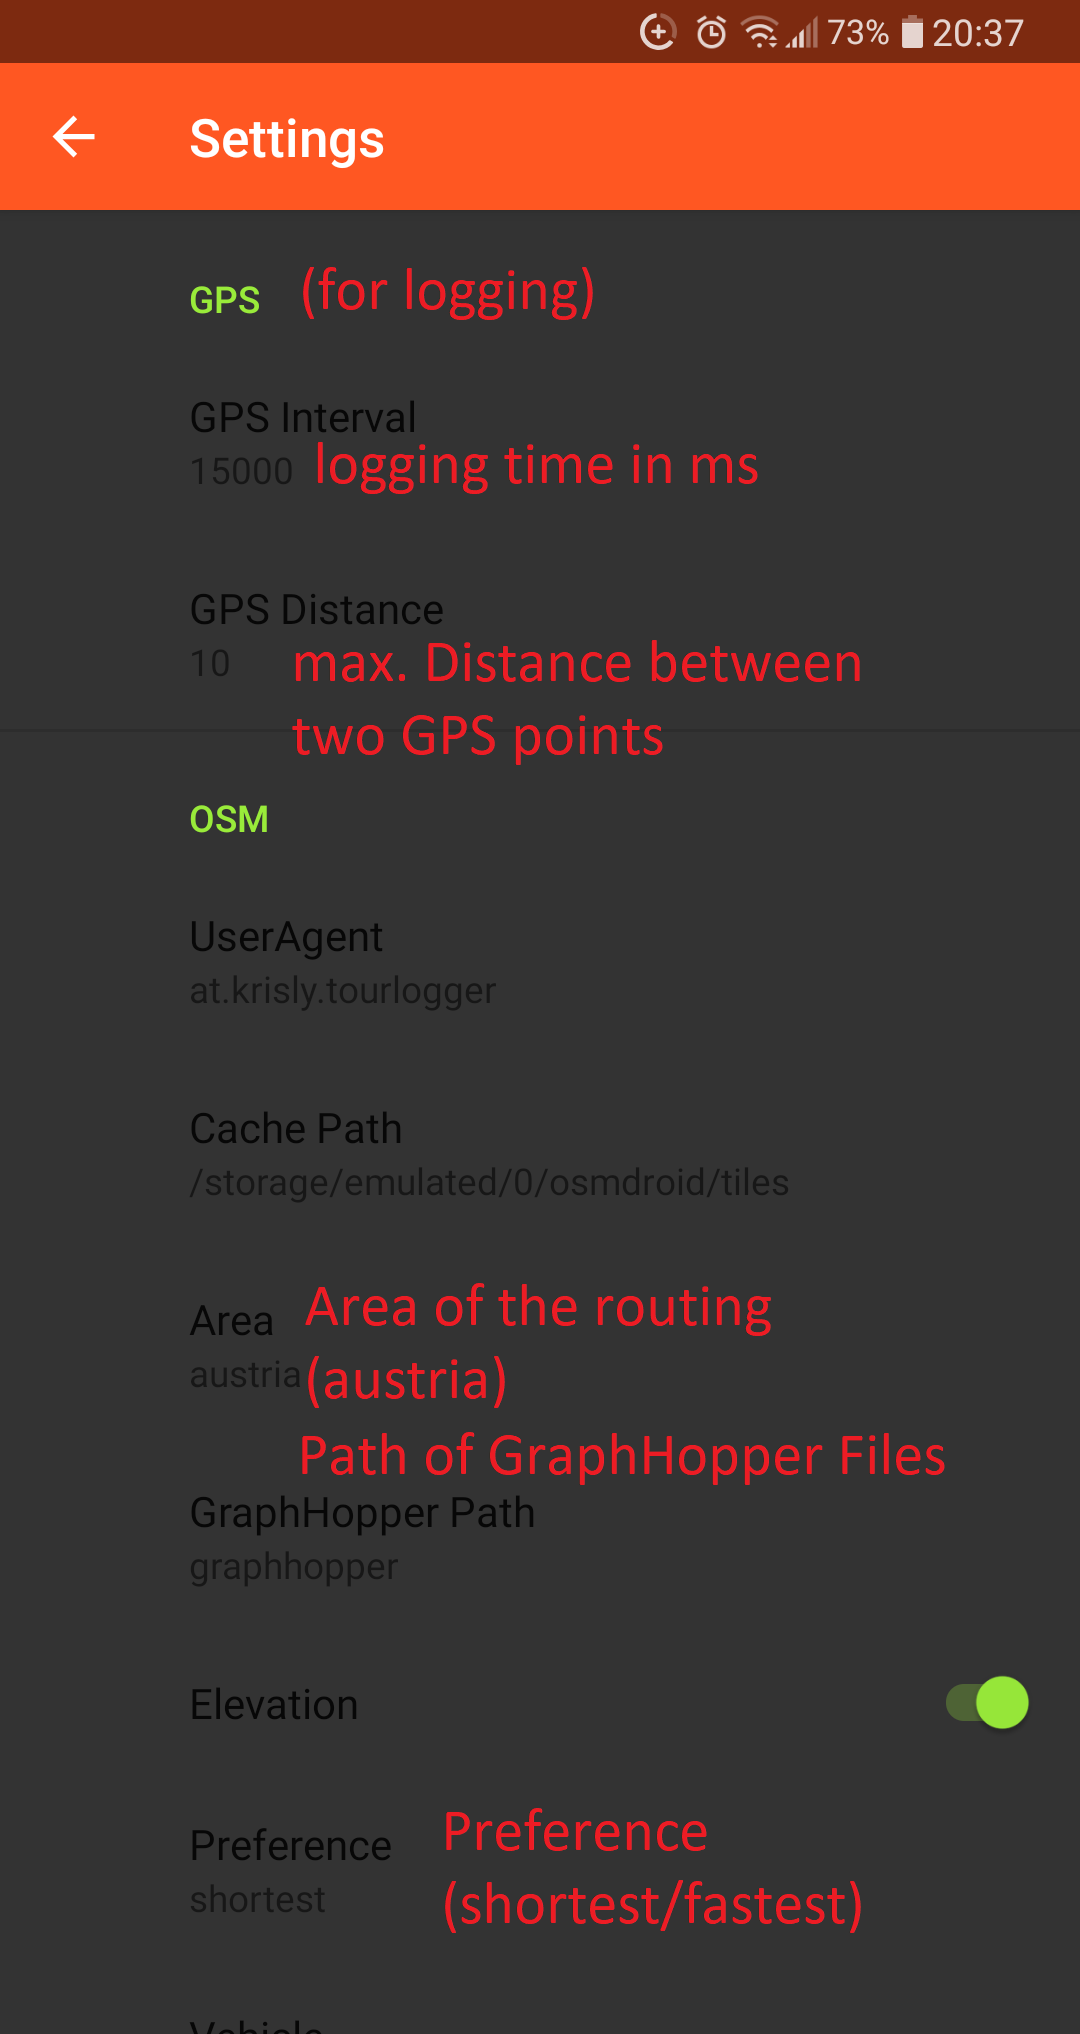 73% 20:37
Settings
GPS (for logging)
GPS Interval
15000 logging time in ms
GPS Distance
10 max. Distance between
two GPS points
OSM
UserAgent
at.krisly.tourlogger
Cache Path
/storage/emulated/0/osmdroid/tiles
Area Area of the routing
austria (austria)
Path of GraphHopper Files
GraphHopper Path
graphhopper
Elevation
Preference Preference
shortest (shortest/fastest)
Vehicle